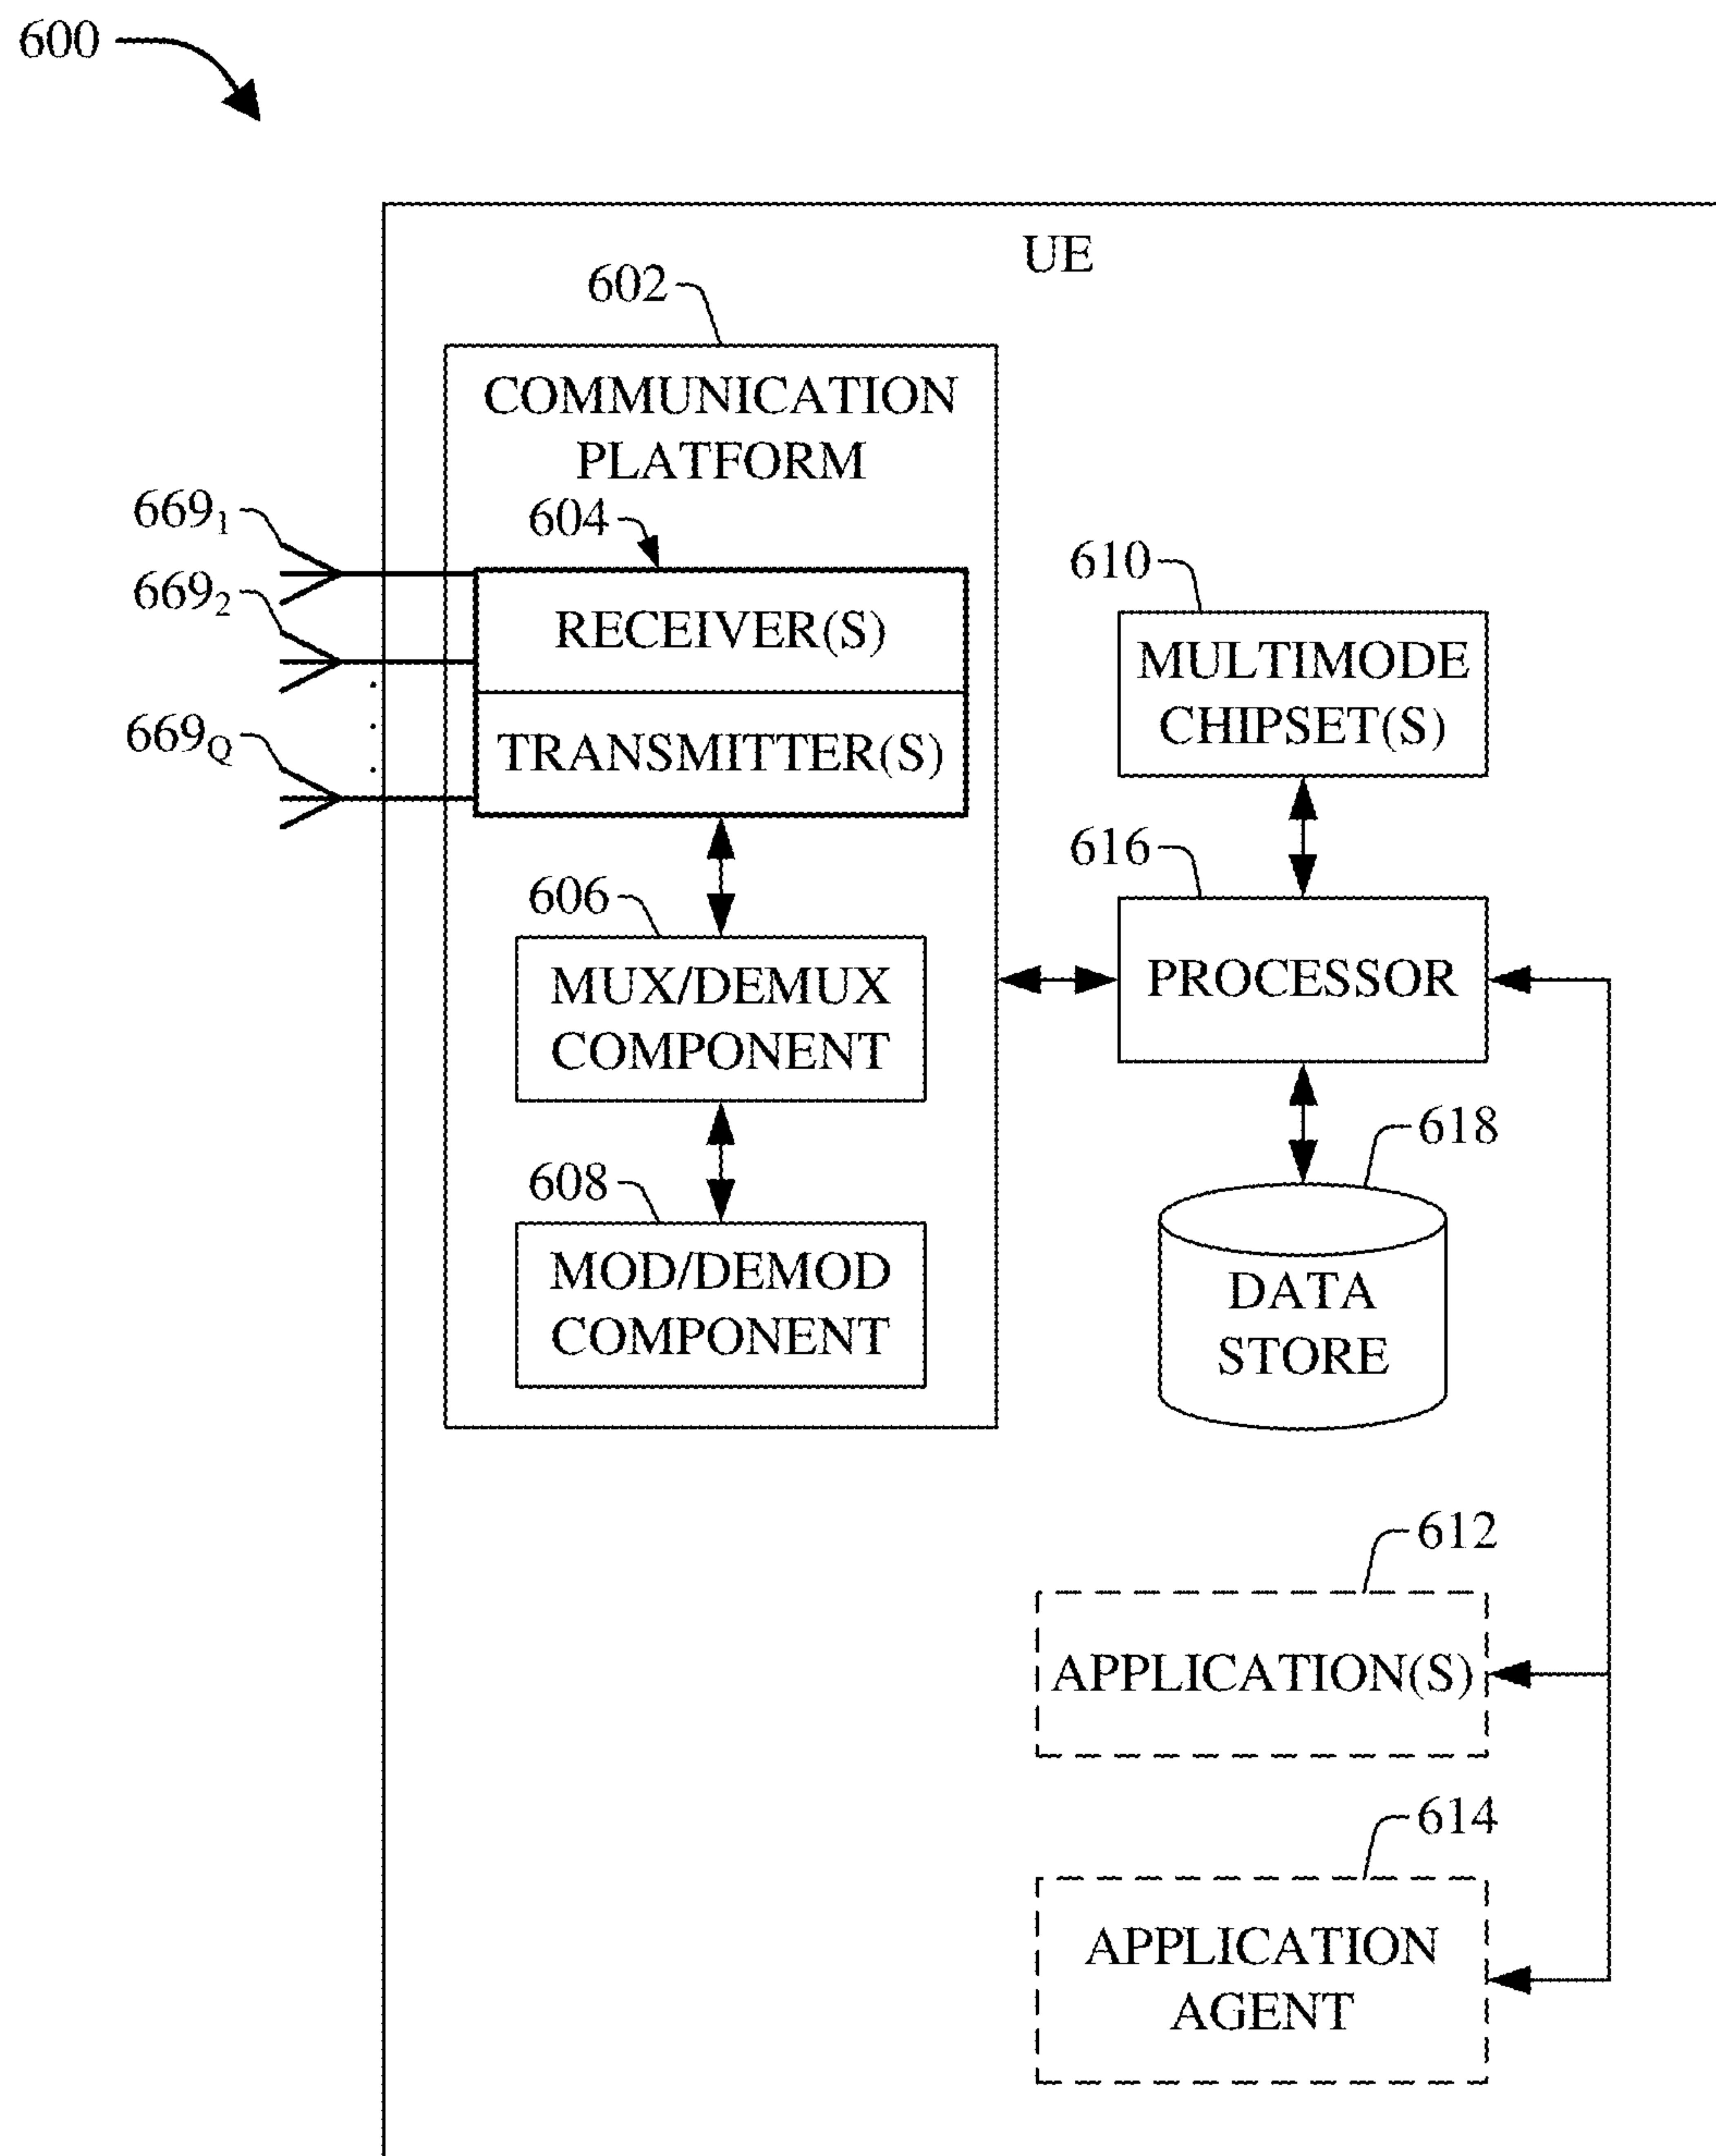 600
UE
602
COMMUNICATION
PLATFORM
669₁
604
669₂
RECEIVER(S)
669Q
TRANSMITTER(S)
610
MULTIMODE
CHIPSET(S)
606
MUX/DEMUX
COMPONENT
616
PROCESSOR
608
MOD/DEMOD
COMPONENT
618
DATA
STORE
612
APPLICATION(S)
614
APPLICATION
AGENT